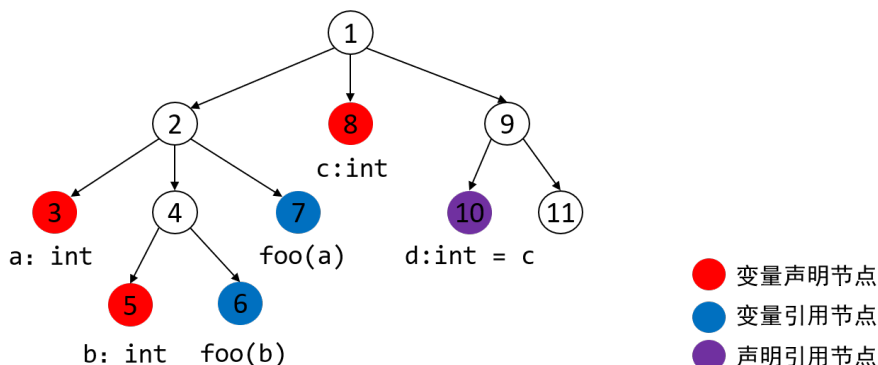 1
2
8
9
c:int
3
4
7
10
11
a: int
foo(a)
d:int = c
5
6
b: int
foo(b)
变量声明节点
变量引用节点
声明引用节点